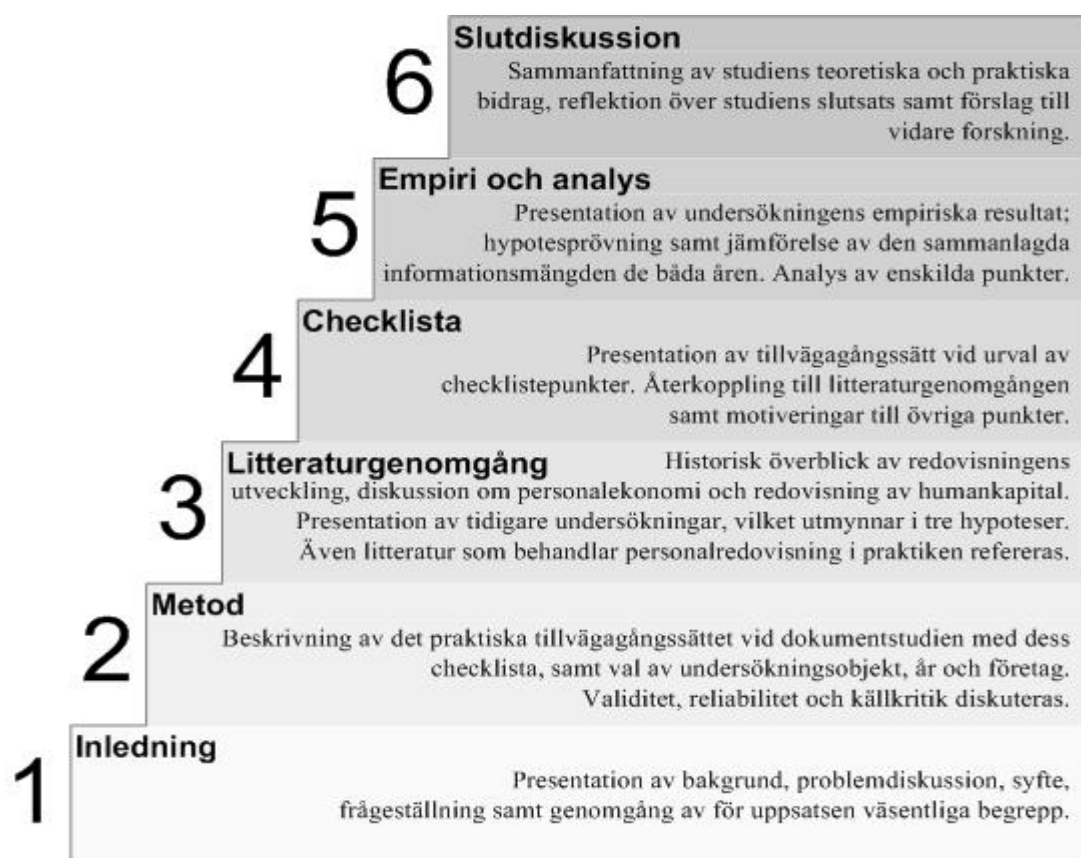 6
Slutdiskussion
Sammanfattning av studiens teoretiska och praktiska
bidrag, reflektion över studiens slutsats samt förslag till
vidare forskning.
5
Empiri och analys
Presentation av undersökningens empiriska resultat;
hypotesprövning samt jämförelse av den sammanlagda
informationsmängden de båda åren. Analys av enskilda punkter.
4
Checklista
Presentation av tillvägagångssätt vid urval av
checklistepunkter. Återkoppling till litteraturgenomgången
samt motiveringar till övriga punkter.
3
Litteraturgenomgång Historisk överblick av redovisningens
utveckling, diskussion om personalekonomi och redovisning av humankapital.
Presentation av tidigare undersökningar, vilket utmynnar i tre hypoteser.
Även litteratur som behandlar personalredovisning i praktiken refereras.
2
Metod
Beskrivning av det praktiska tillvägagångssättet vid dokumentstudien med dess
checklista, samt val av undersökningsobjekt, år och företag.
Validitet, reliabilitet och källkritik diskuteras.
1
Inledning
Presentation av bakgrund, problemdiskussion, syfte,
frågeställning samt genomgång av för uppsatsen väsentliga begrepp.